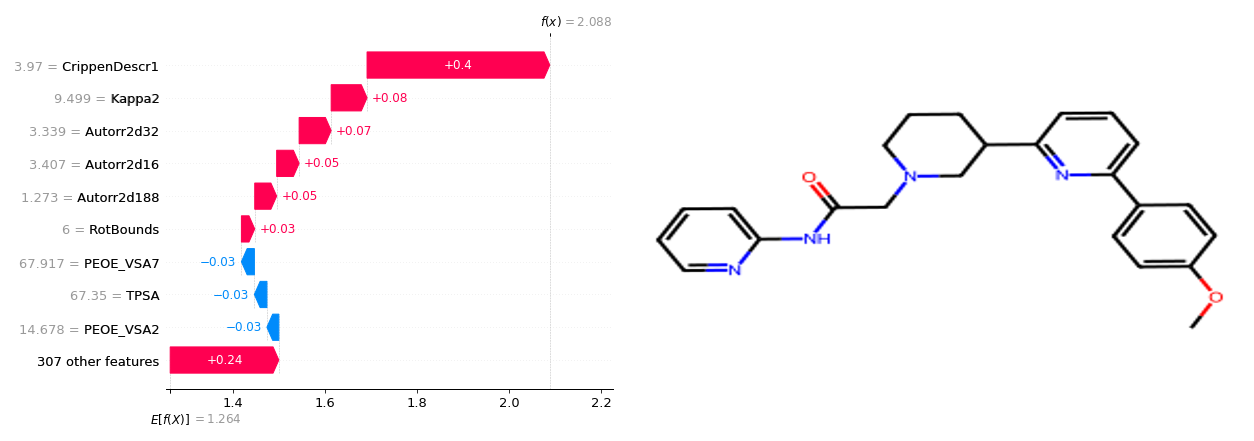 f(x) = 2.088
3.97 = CrippenDescr1
+0.4
9.499 = Kappa2
+0.08
3.339 = Autorr2d32
+0.07
3.407 = Autorr2d16
+0.05
1.273 = Autorr2d188
+0.05
6 = RotBounds
+0.03
67.917 = PEOE_VSA7
−0.03
67.35 = TPSA
−0.03
14.678 = PEOE_VSA2
−0.03
307 other features
+0.24
1.4 1.6 1.8 2.0 2.2
E[f(X)] = 1.264
N
N
O
NH
N
O